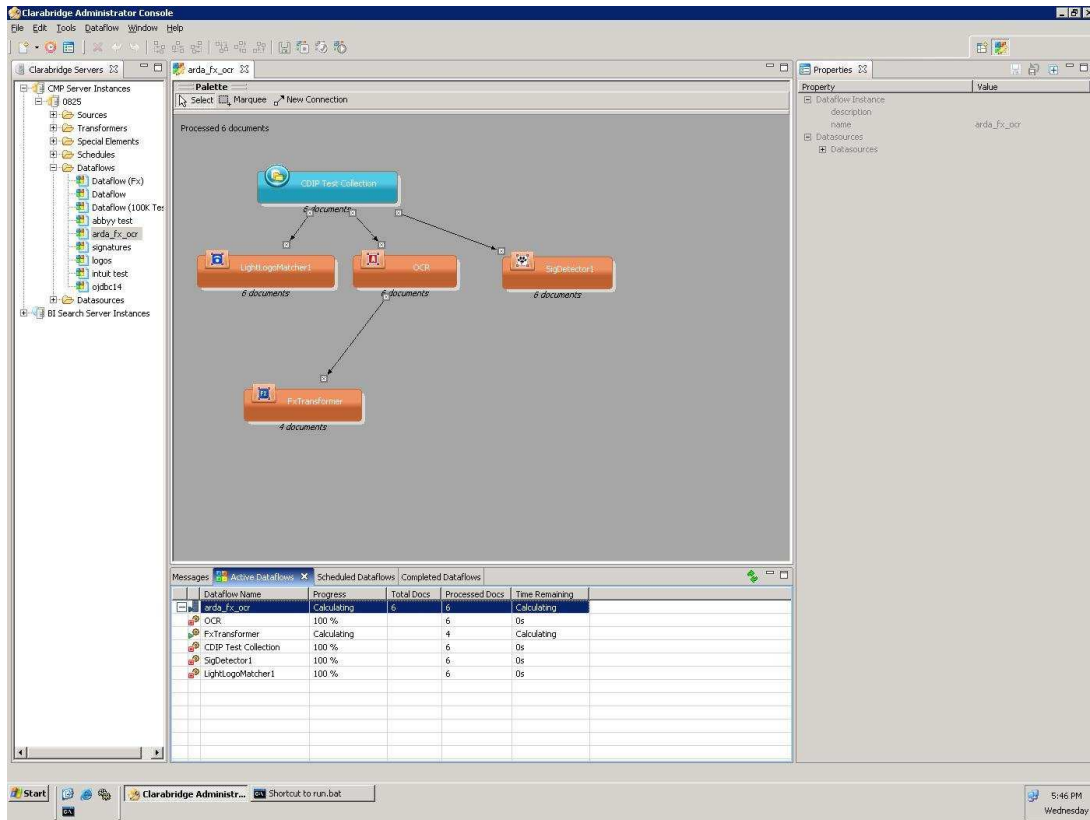 Clarabridge Administrator Console
File Edit Tools Dataflow Window Help
Clarabridge Servers
CMP Server Instances
0825
Sources
Transformers
Special Elements
Schedules
Dataflows
Dataflow (Fx)
Dataflow
Dataflow (100K Tes
abbyy test
arda_fx_ocr
signatures
logos
intuit test
ojdbc14
Datasources
BI Search Server Instances
arda_fx_ocr
Palette
Select Marquee New Connection
Processed 6 documents
CDIP Test Collection
6 documents
LightLogoMatcher1
6 documents
OCR
6 documents
SigDetector1
6 documents
FxTransformer
4 documents
Properties
Property Value
Dataflow Instance
description
name arda_fx_ocr
Datasources
Datasources
Messages Active Dataflows Scheduled Dataflows Completed Dataflows
Dataflow Name Progress Total Docs Processed Docs Time Remaining
arda_fx_ocr Calculating 6 6 Calculating
OCR 100 % 6 0s
FxTransformer Calculating 4 Calculating
CDIP Test Collection 100 % 6 0s
SigDetector1 100 % 6 0s
LightLogoMatcher1 100 % 6 0s
Start Clarabridge Administr... Shortcut to run.bat 5:46 PM
Wednesday